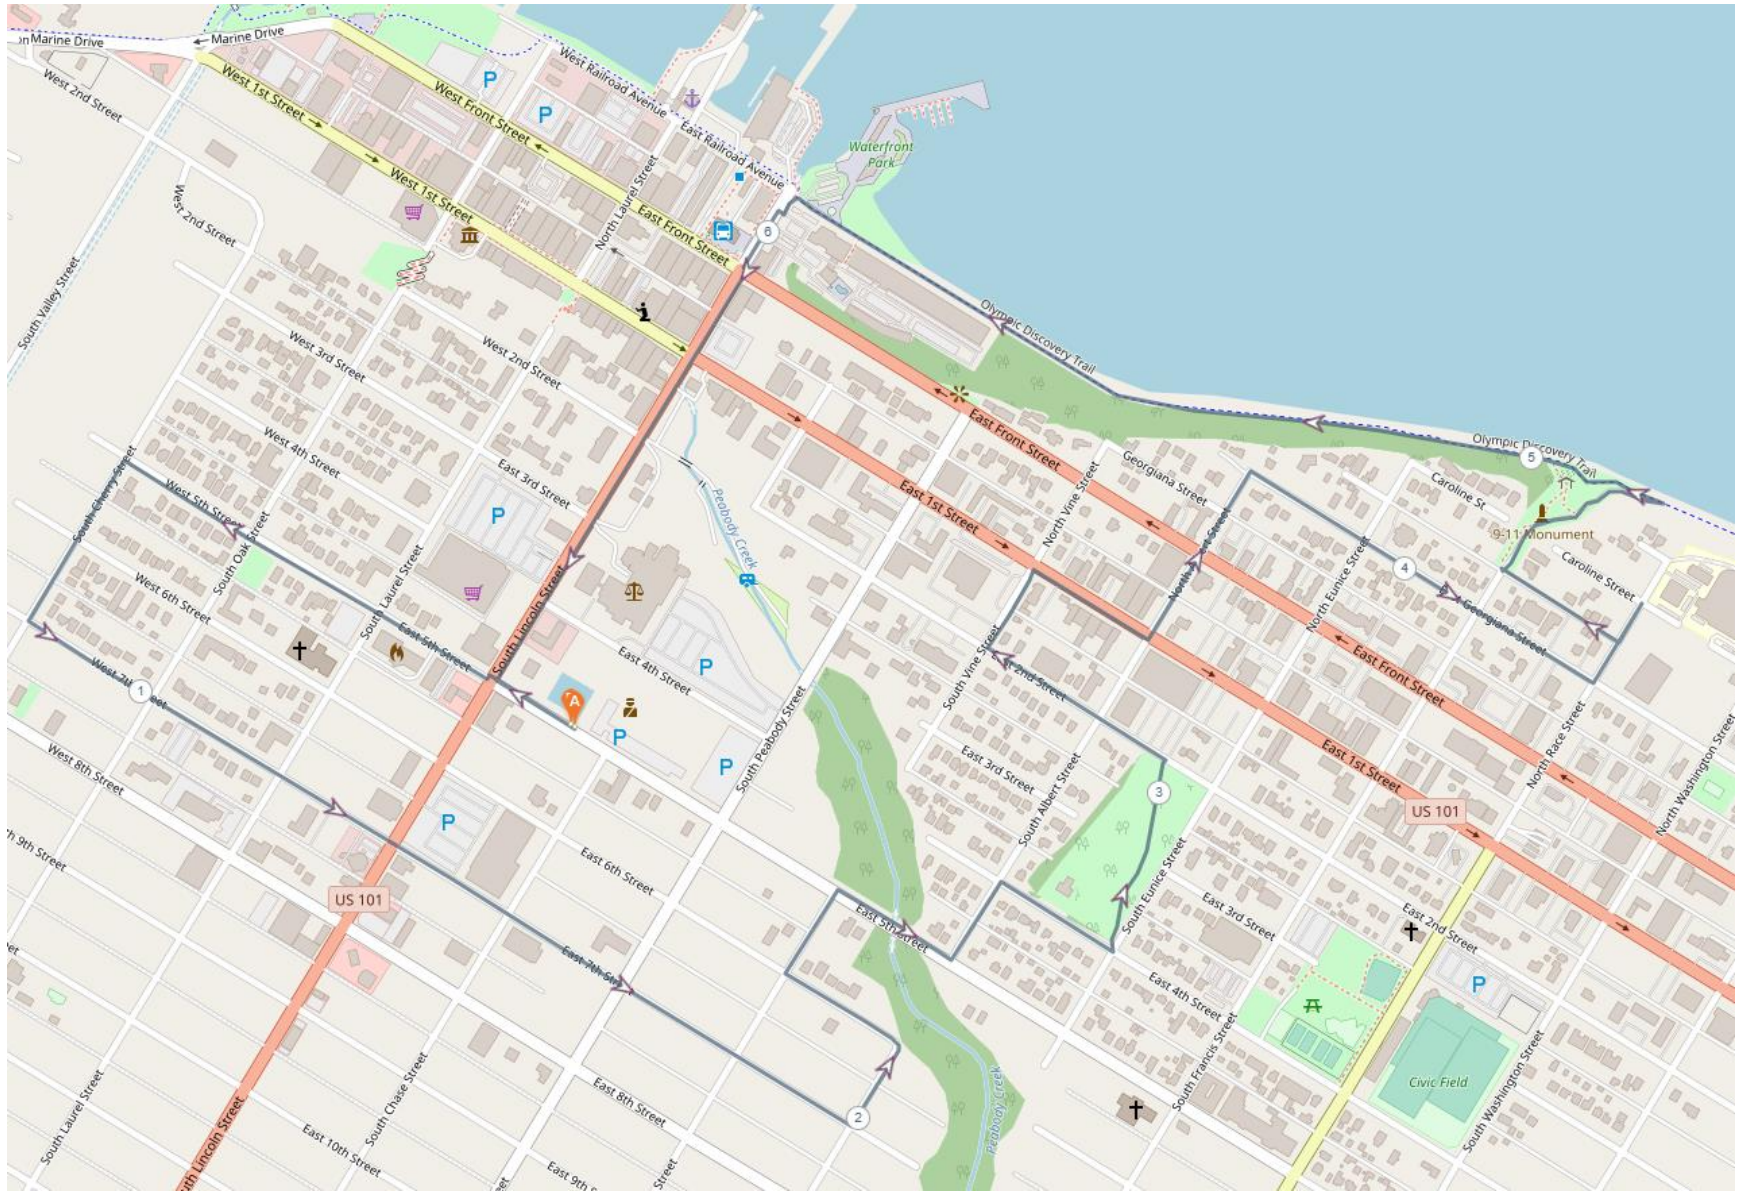 on
Marine Drive
Marine Drive
West 2nd Street
West 1st Street
West Front Street
P
P
West Railroad Avenue
East Railroad Avenue
Waterfront
Park
West 1st Street
North Laurel Street
East Front Street
6
West 2nd Street
South Valley Street
Olympic Discovery Trail
West 3rd Street
West 2nd Street
East Front Street
Olympic Discovery Trail
5
Georgiana Street
Caroline St
West 4th Street
East 3rd Street
East 1st Street
North Vine Street
South Cherry Street
West 5th Street
P
Peabody Creek
9-11 Monument
Caroline Street
South Oak Street
4
North Eunice Street
West 6th Street
South Laurel Street
East 5th Street
South Lincoln Street
East 4th Street
P
South Vine Street
2nd Street
Georgiana Street
East Front Street
West 7th
1
A
P
P
South Peabody Street
West 8th Street
East 3rd Street
South Albert Street
3
East 1st Street
North Race Street
North Washington Street
US 101
P
9th Street
East 6th Street
US 101
East 5th Street
South Eunice Street
East 3rd Street
East 2nd Street
East 7th
East 4th Street
P
South Francis Street
Civic Field
South Washington Street
2
South Laurel Street
South Chase Street
East 8th Street
Peabody Creek
East 10th Street
East 9th
South Lincoln Street